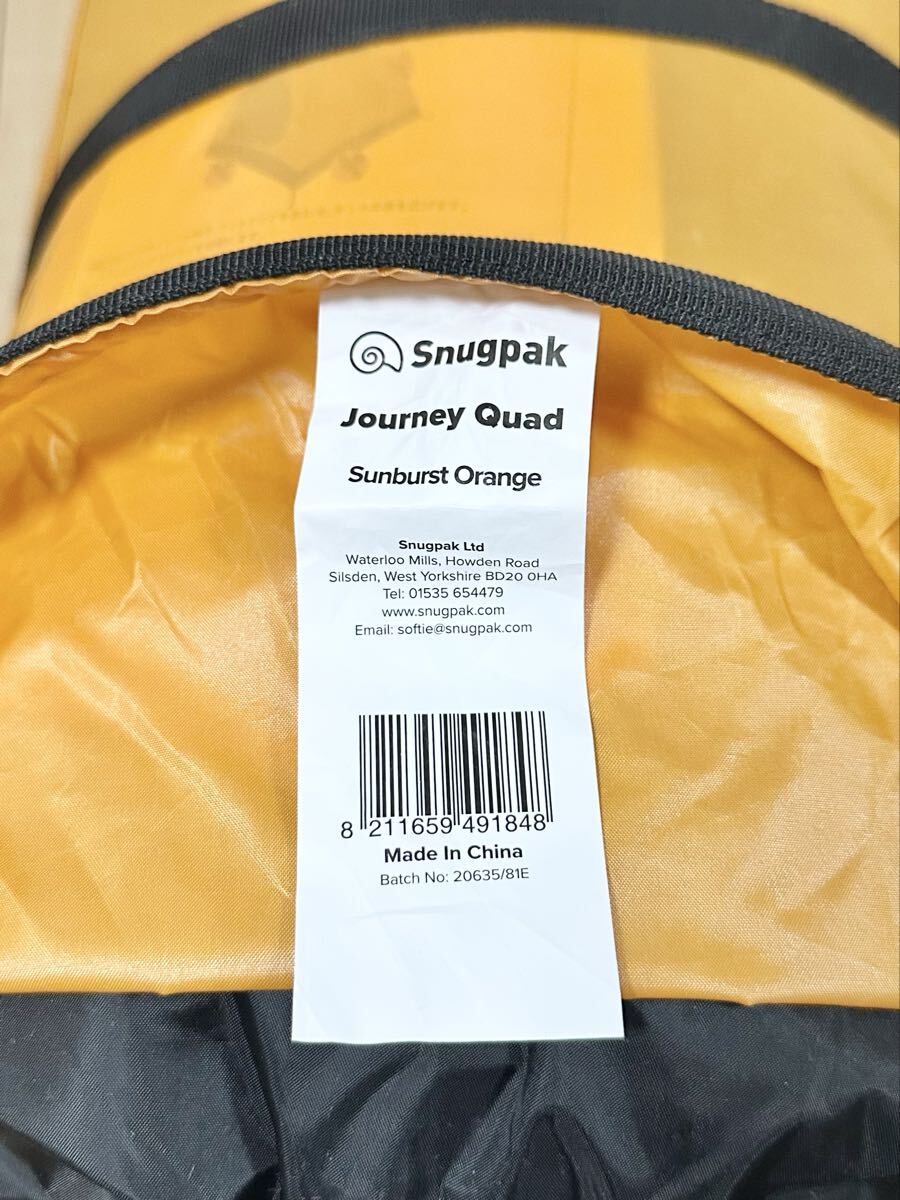 Snugpak
Journey Quad
Sunburst Orange
Snugpak Ltd
Waterloo Mills, Howden Road
Silsden, West Yorkshire BD20 0HA
Tel: 01535 654479
www.snugpak.com
Email: softie@snugpak.com
8 211659 491848
Made In China
Batch No: 20635/81E